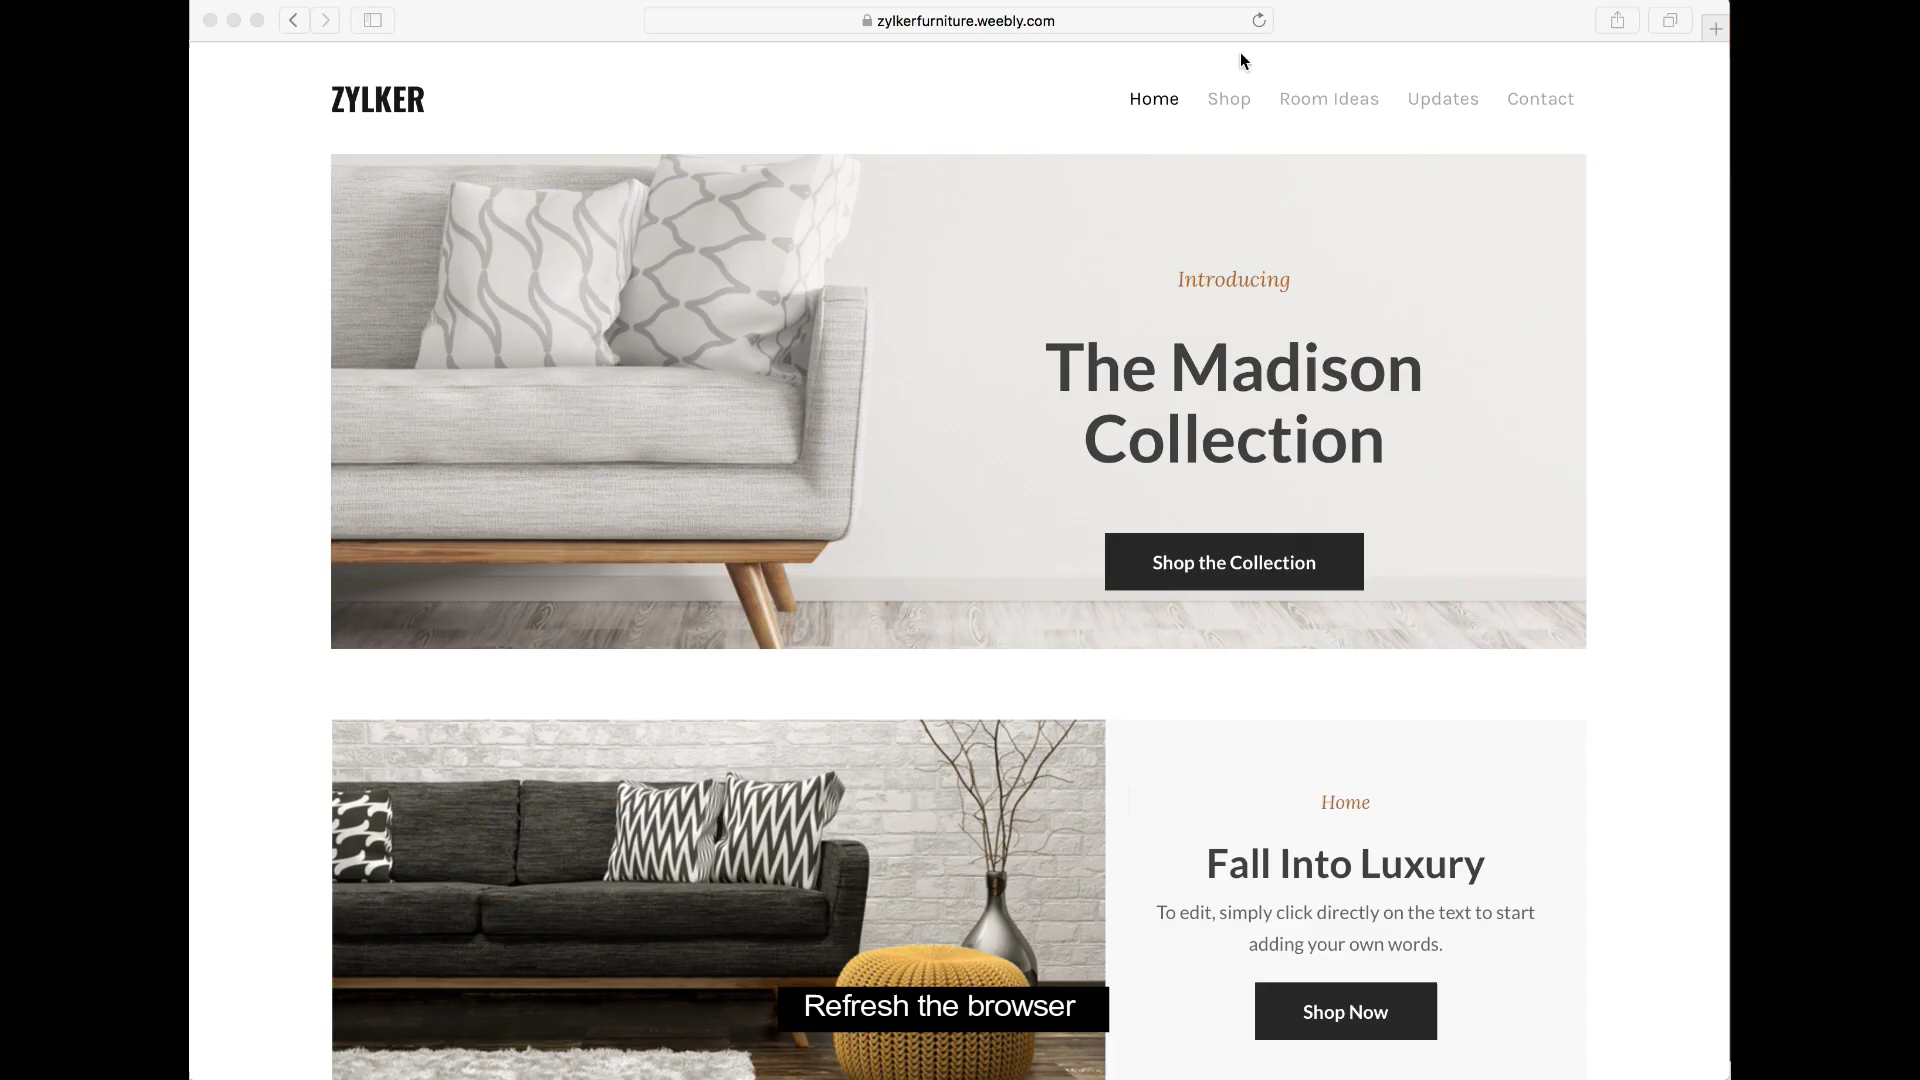 zylkerfurniture.weebly.com
ZYLKER
Home Shop Room Ideas Updates Contact
Introducing
The Madison
Collection
Shop the Collection
Home
Fall Into Luxury
To edit, simply click directly on the text to start
adding your own words.
Shop Now
Refresh the browser